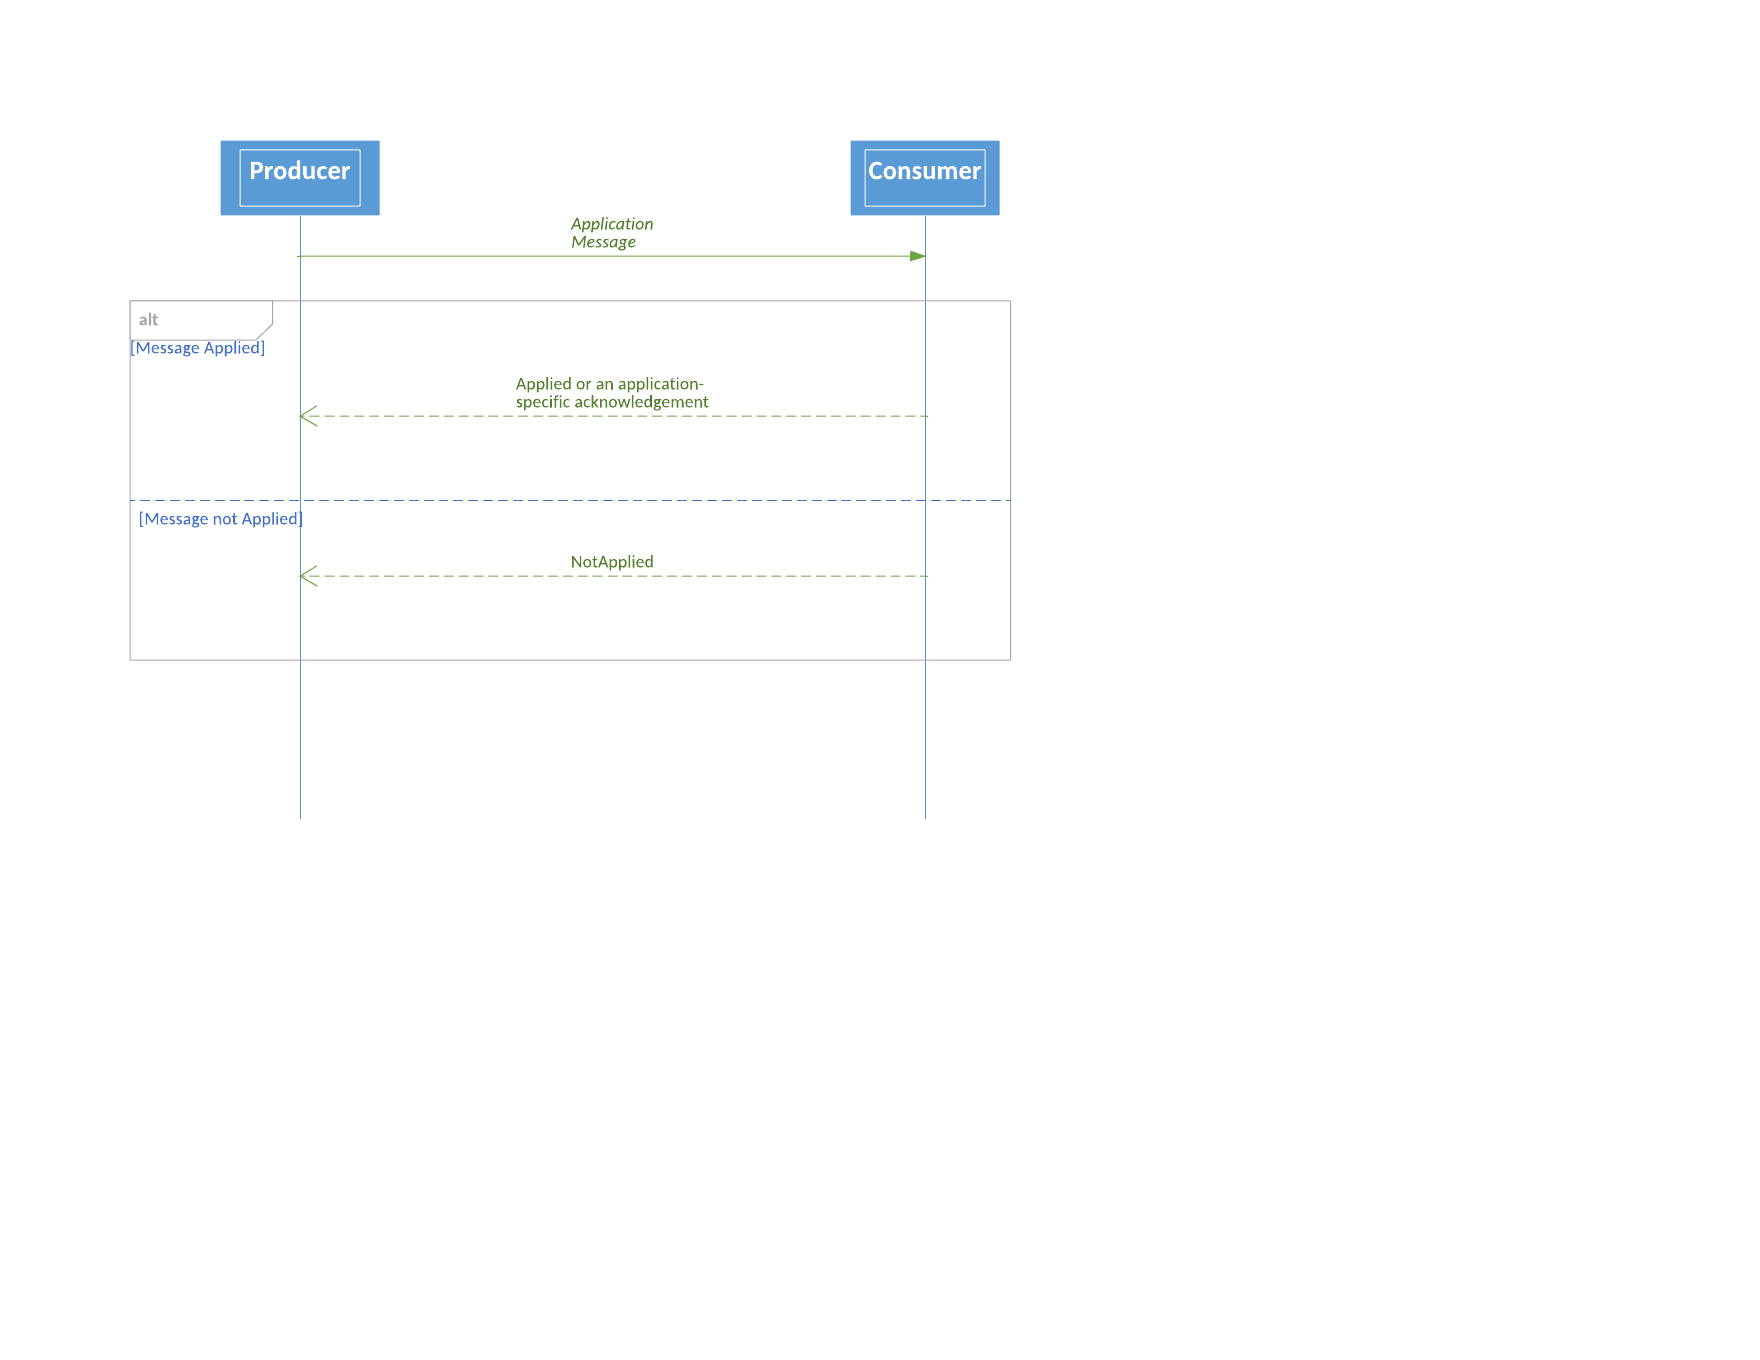 Producer
Consumer
Application
Message
alt
[Message Applied]
Applied or an application-
specific acknowledgement
[Message not Applied]
NotApplied